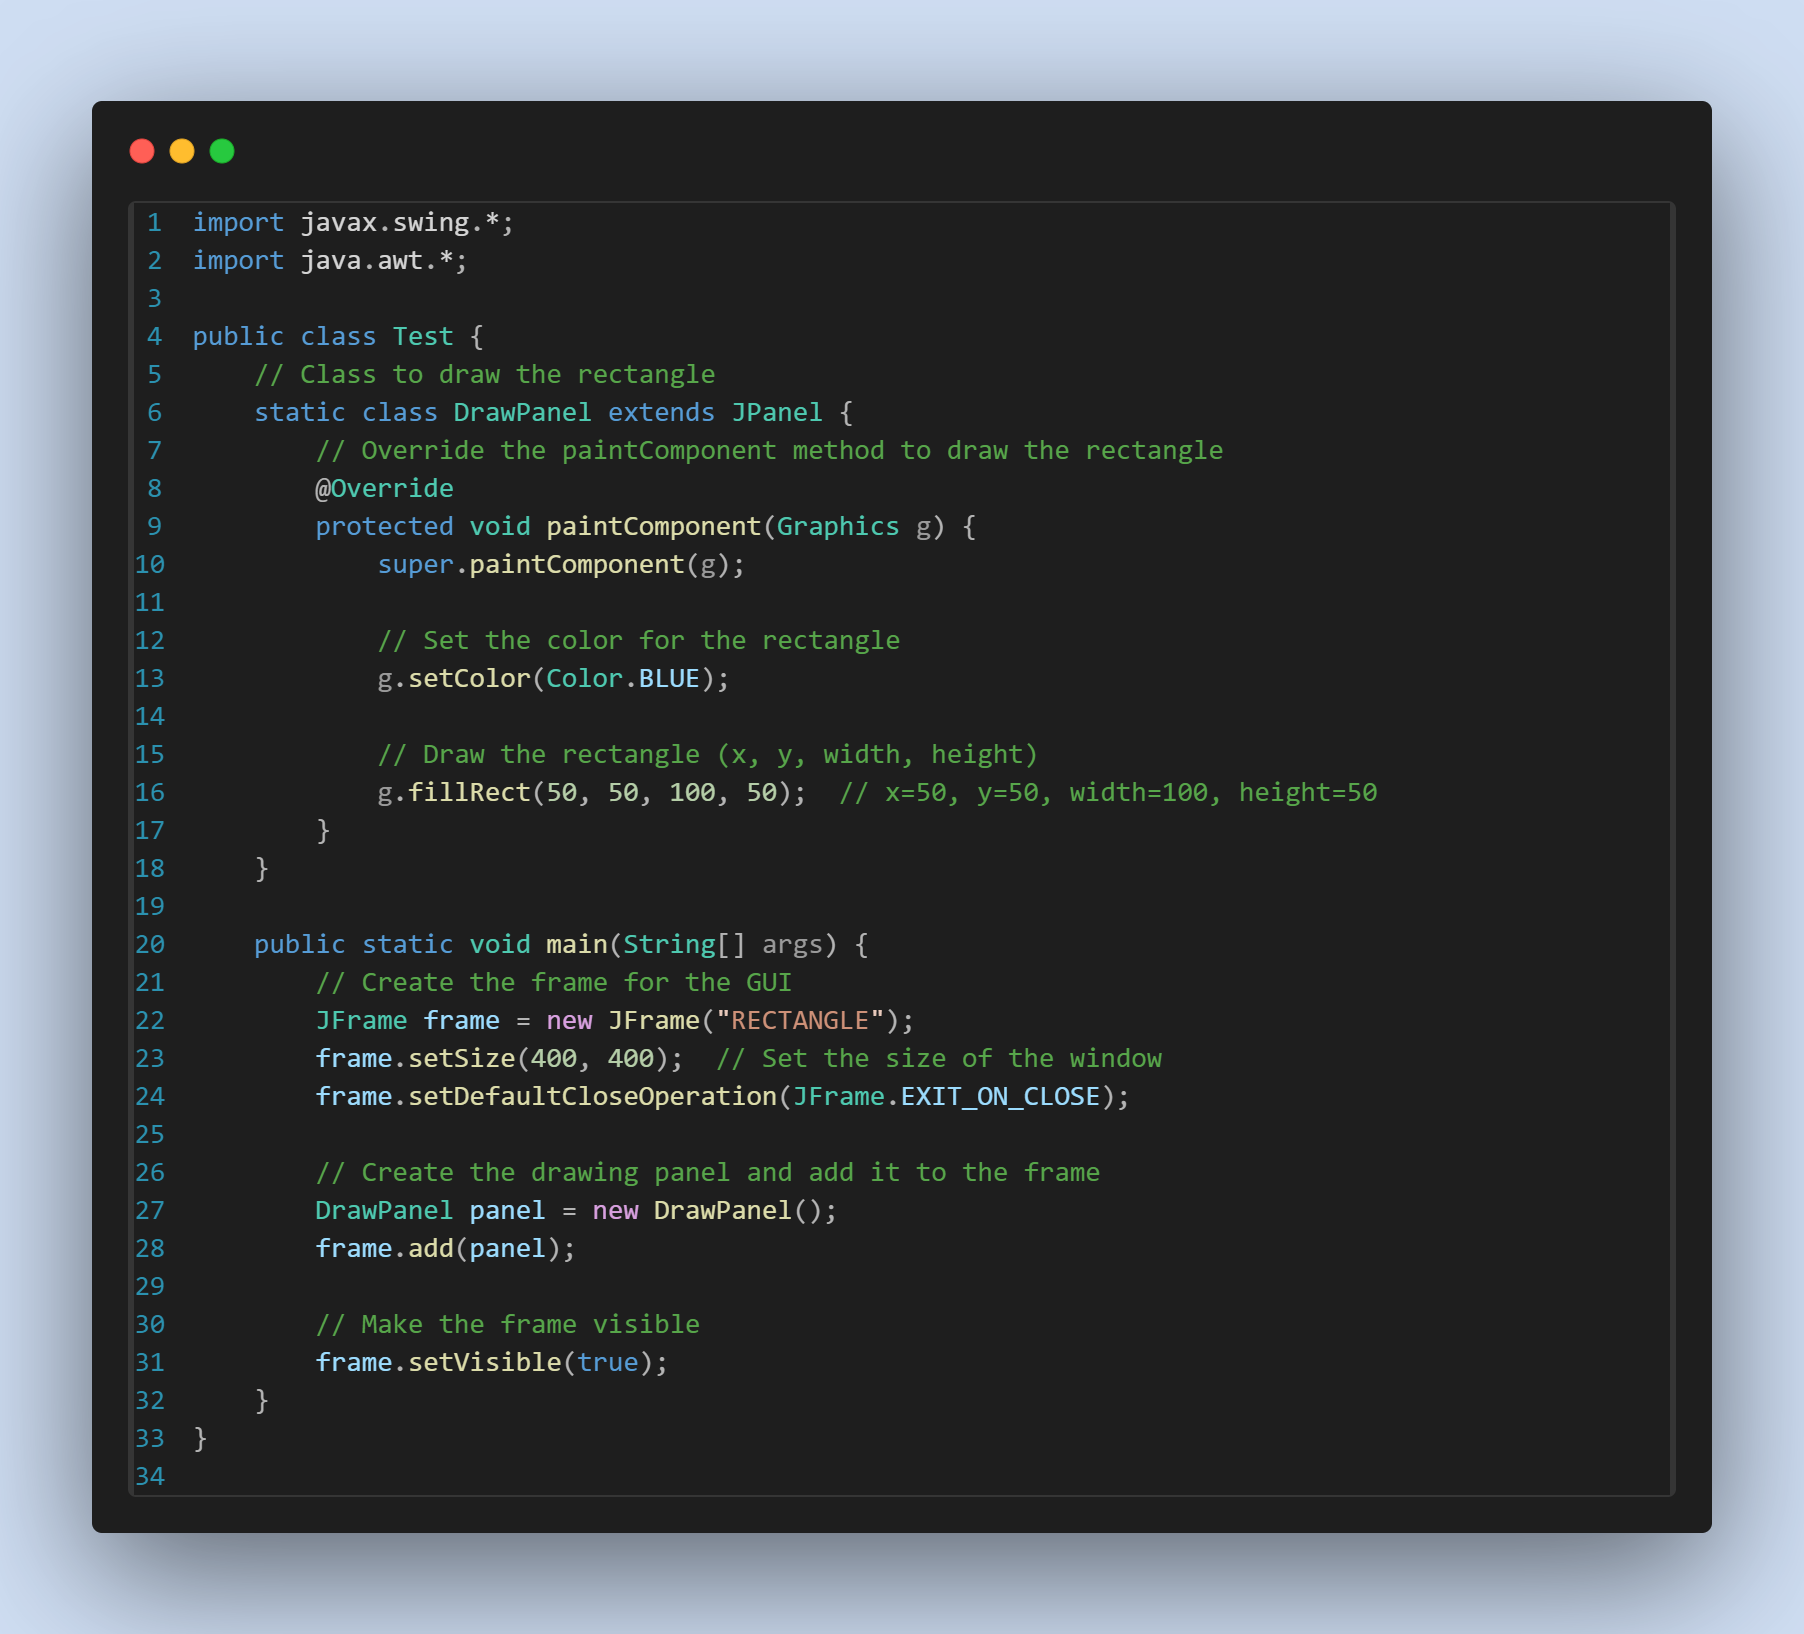 1 import javax.swing.*;
2 import java.awt.*;
3
4 public class Test {
5     // Class to draw the rectangle
6     static class DrawPanel extends JPanel {
7         // Override the paintComponent method to draw the rectangle
8         @Override
9         protected void paintComponent(Graphics g) {
10             super.paintComponent(g);
11
12             // Set the color for the rectangle
13             g.setColor(Color.BLUE);
14
15             // Draw the rectangle (x, y, width, height)
16             g.fillRect(50, 50, 100, 50);  // x=50, y=50, width=100, height=50
17         }
18     }
19
20     public static void main(String[] args) {
21         // Create the frame for the GUI
22         JFrame frame = new JFrame("RECTANGLE");
23         frame.setSize(400, 400);  // Set the size of the window
24         frame.setDefaultCloseOperation(JFrame.EXIT_ON_CLOSE);
25
26         // Create the drawing panel and add it to the frame
27         DrawPanel panel = new DrawPanel();
28         frame.add(panel);
29
30         // Make the frame visible
31         frame.setVisible(true);
32     }
33 }
34